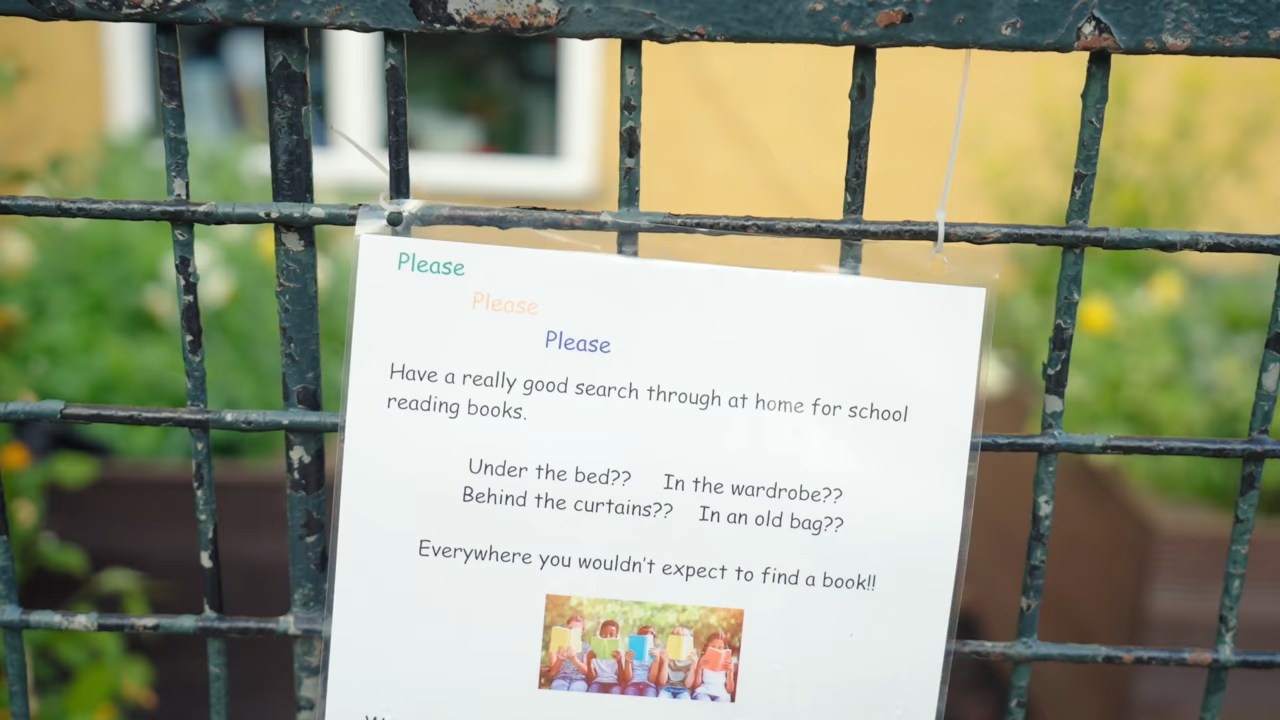 Please
Please
Please
Have a really good search through at home for school
reading books.
Under the bed?? In the wardrobe??
Behind the curtains?? In an old bag??
Everywhere you wouldn't expect to find a book!!